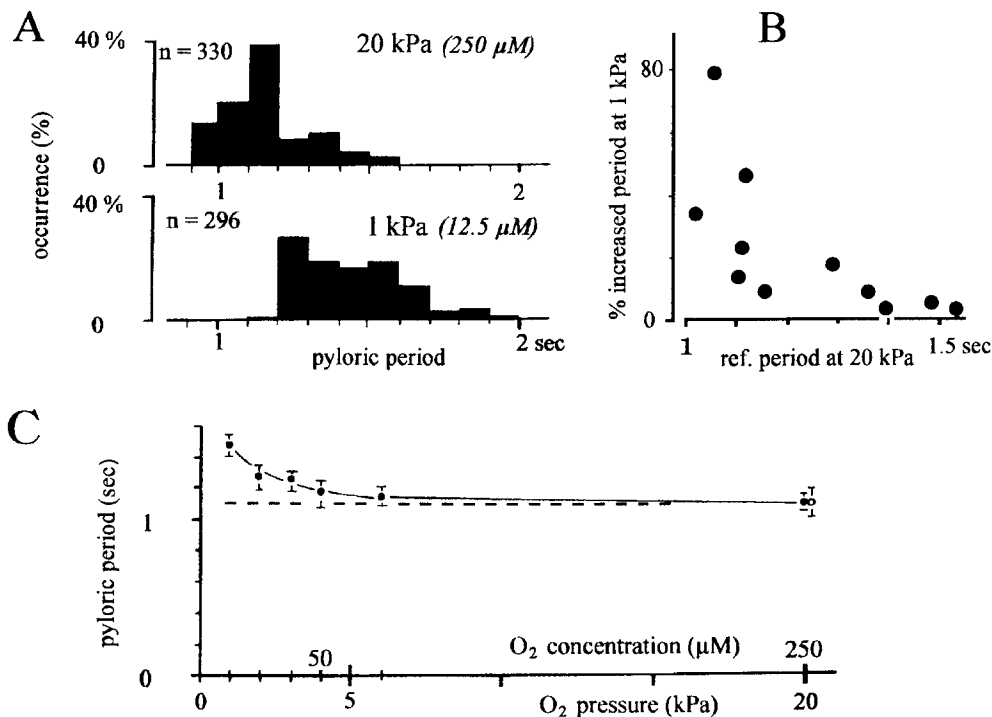 A
40 %
n = 330
20 kPa (250 µM)
0
1
2
occurrence (%)
40 %
n = 296
1 kPa (12.5 µM)
0
1
2 sec
pyloric period
B
% increased period at 1 kPa
80
0
1
1.5 sec
ref. period at 20 kPa
C
pyloric period (sec)
1
0
O2 concentration (µM)
50
250
0
5
20
O2 pressure (kPa)